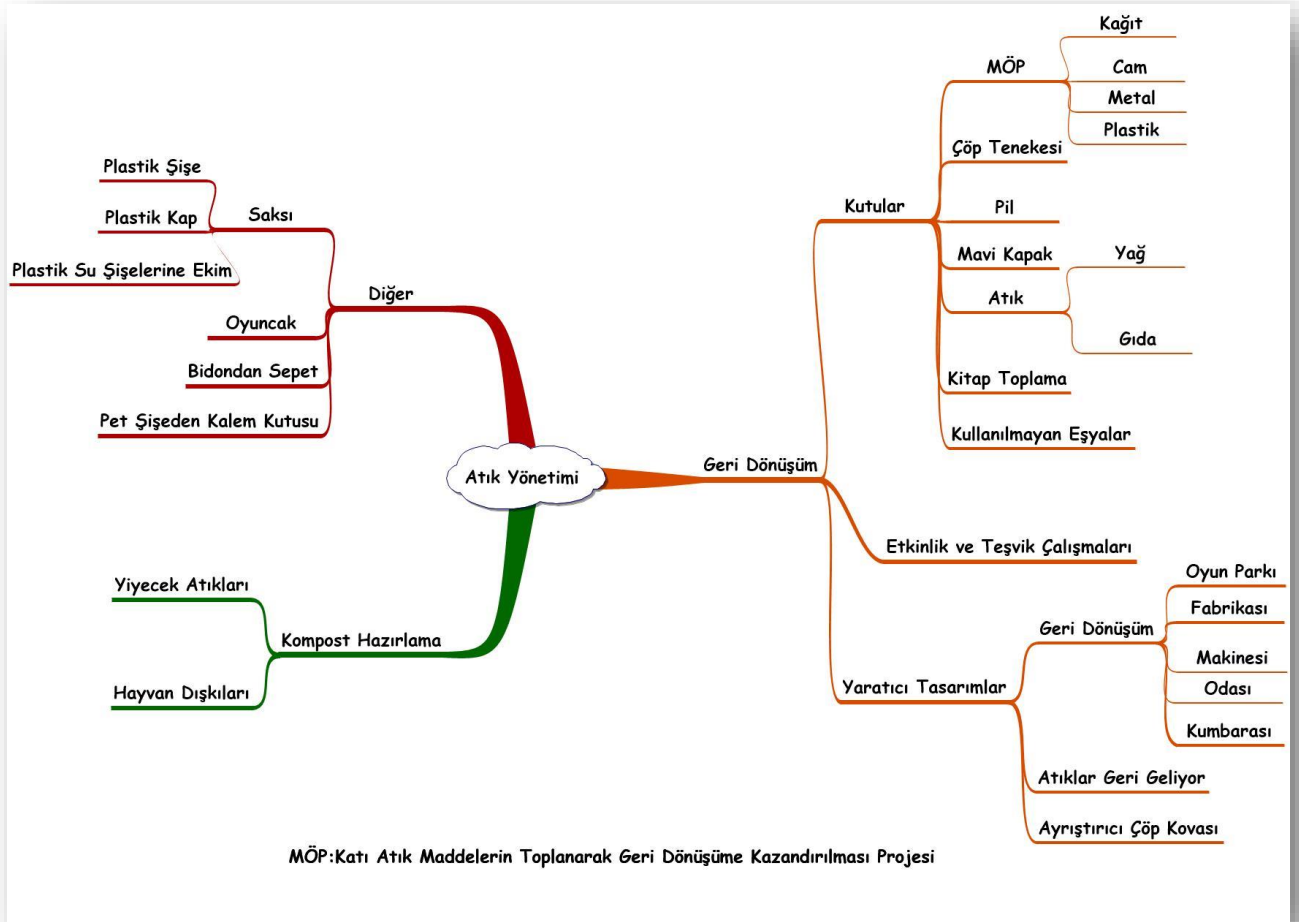 Atık Yönetimi
Geri Dönüşüm
Kutular
MÖP
Kağıt
Cam
Metal
Plastik
Çöp Tenekesi
Pil
Mavi Kapak
Atık
Yağ
Gıda
Kitap Toplama
Kullanılmayan Eşyalar
Etkinlik ve Teşvik Çalışmaları
Yaratıcı Tasarımlar
Geri Dönüşüm
Oyun Parkı
Fabrikası
Makinesi
Odası
Kumbarası
Atıklar Geri Geliyor
Ayrıştırıcı Çöp Kovası
Kompost Hazırlama
Yiyecek Atıkları
Hayvan Dışkıları
Diğer
Saksı
Plastik Şişe
Plastik Kap
Plastik Su Şişelerine Ekim
Oyuncak
Bidondan Sepet
Pet Şişeden Kalem Kutusu
MÖP:Katı Atık Maddelerin Toplanarak Geri Dönüşüme Kazandırılması Projesi